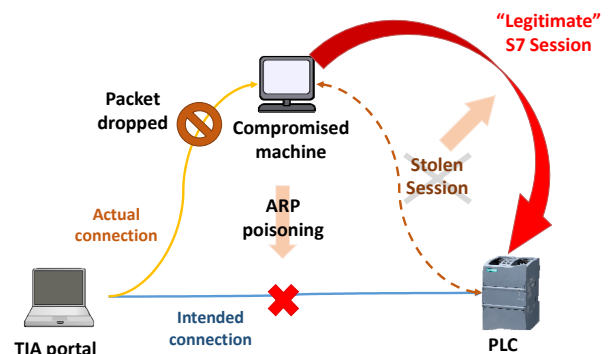 “Legitimate”
S7 Session
Packet
dropped
Compromised
machine
Stolen
Session
ARP
poisoning
Actual
connection
Intended
connection
TIA portal
PLC